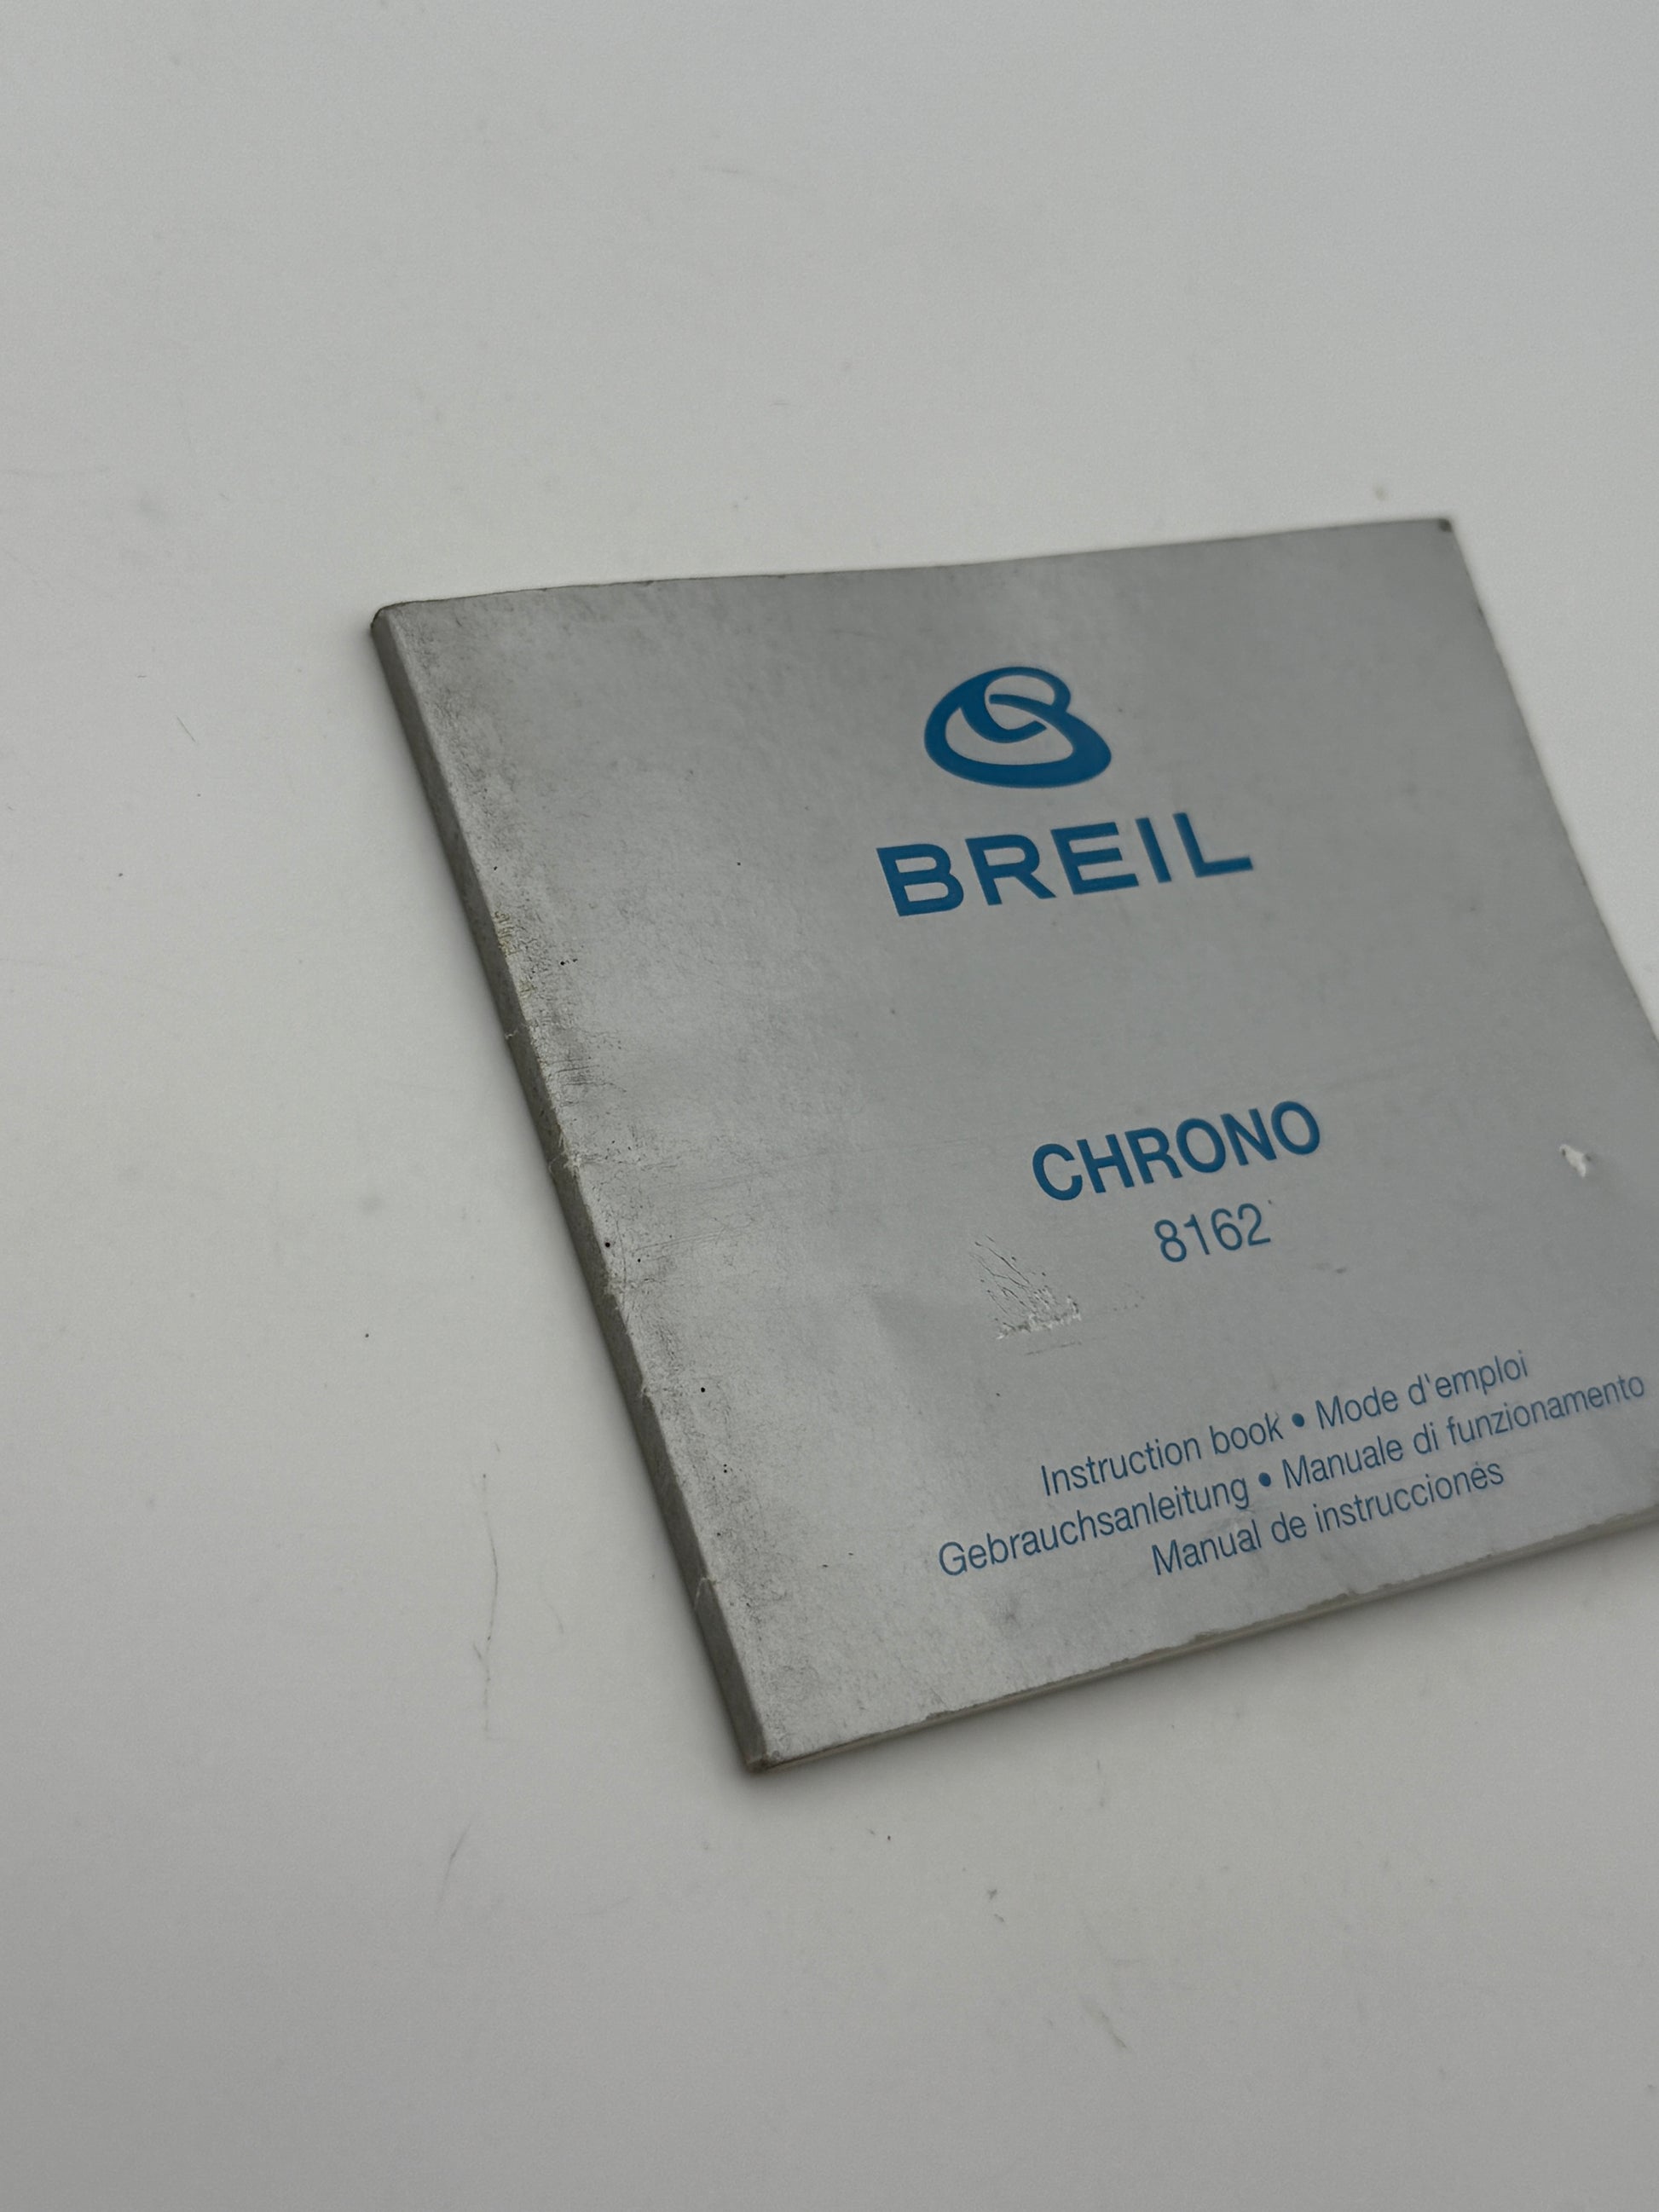 BREIL
CHRONO
8162
Instruction book • Mode d'emploi
Gebrauchsanleitung • Manuale di funzionamento
Manual de instrucciones